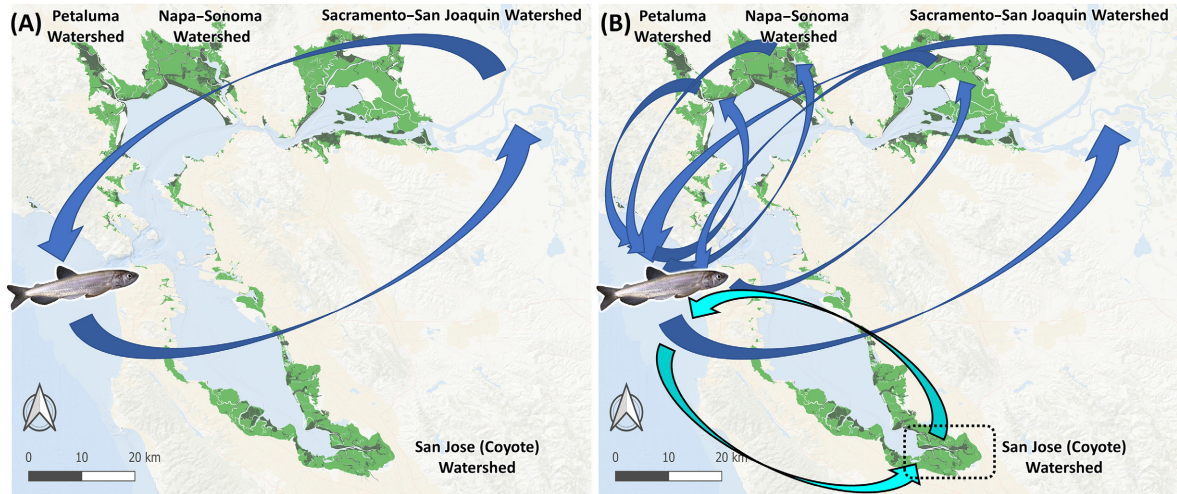 (A)
Petaluma
Watershed
Napa–Sonoma
Watershed
Sacramento–San Joaquin Watershed
San Jose (Coyote)
Watershed
0
10
20 km
(B)
Petaluma
Watershed
Napa–Sonoma
Watershed
Sacramento–San Joaquin Watershed
San Jose (Coyote)
Watershed
0
10
20 km